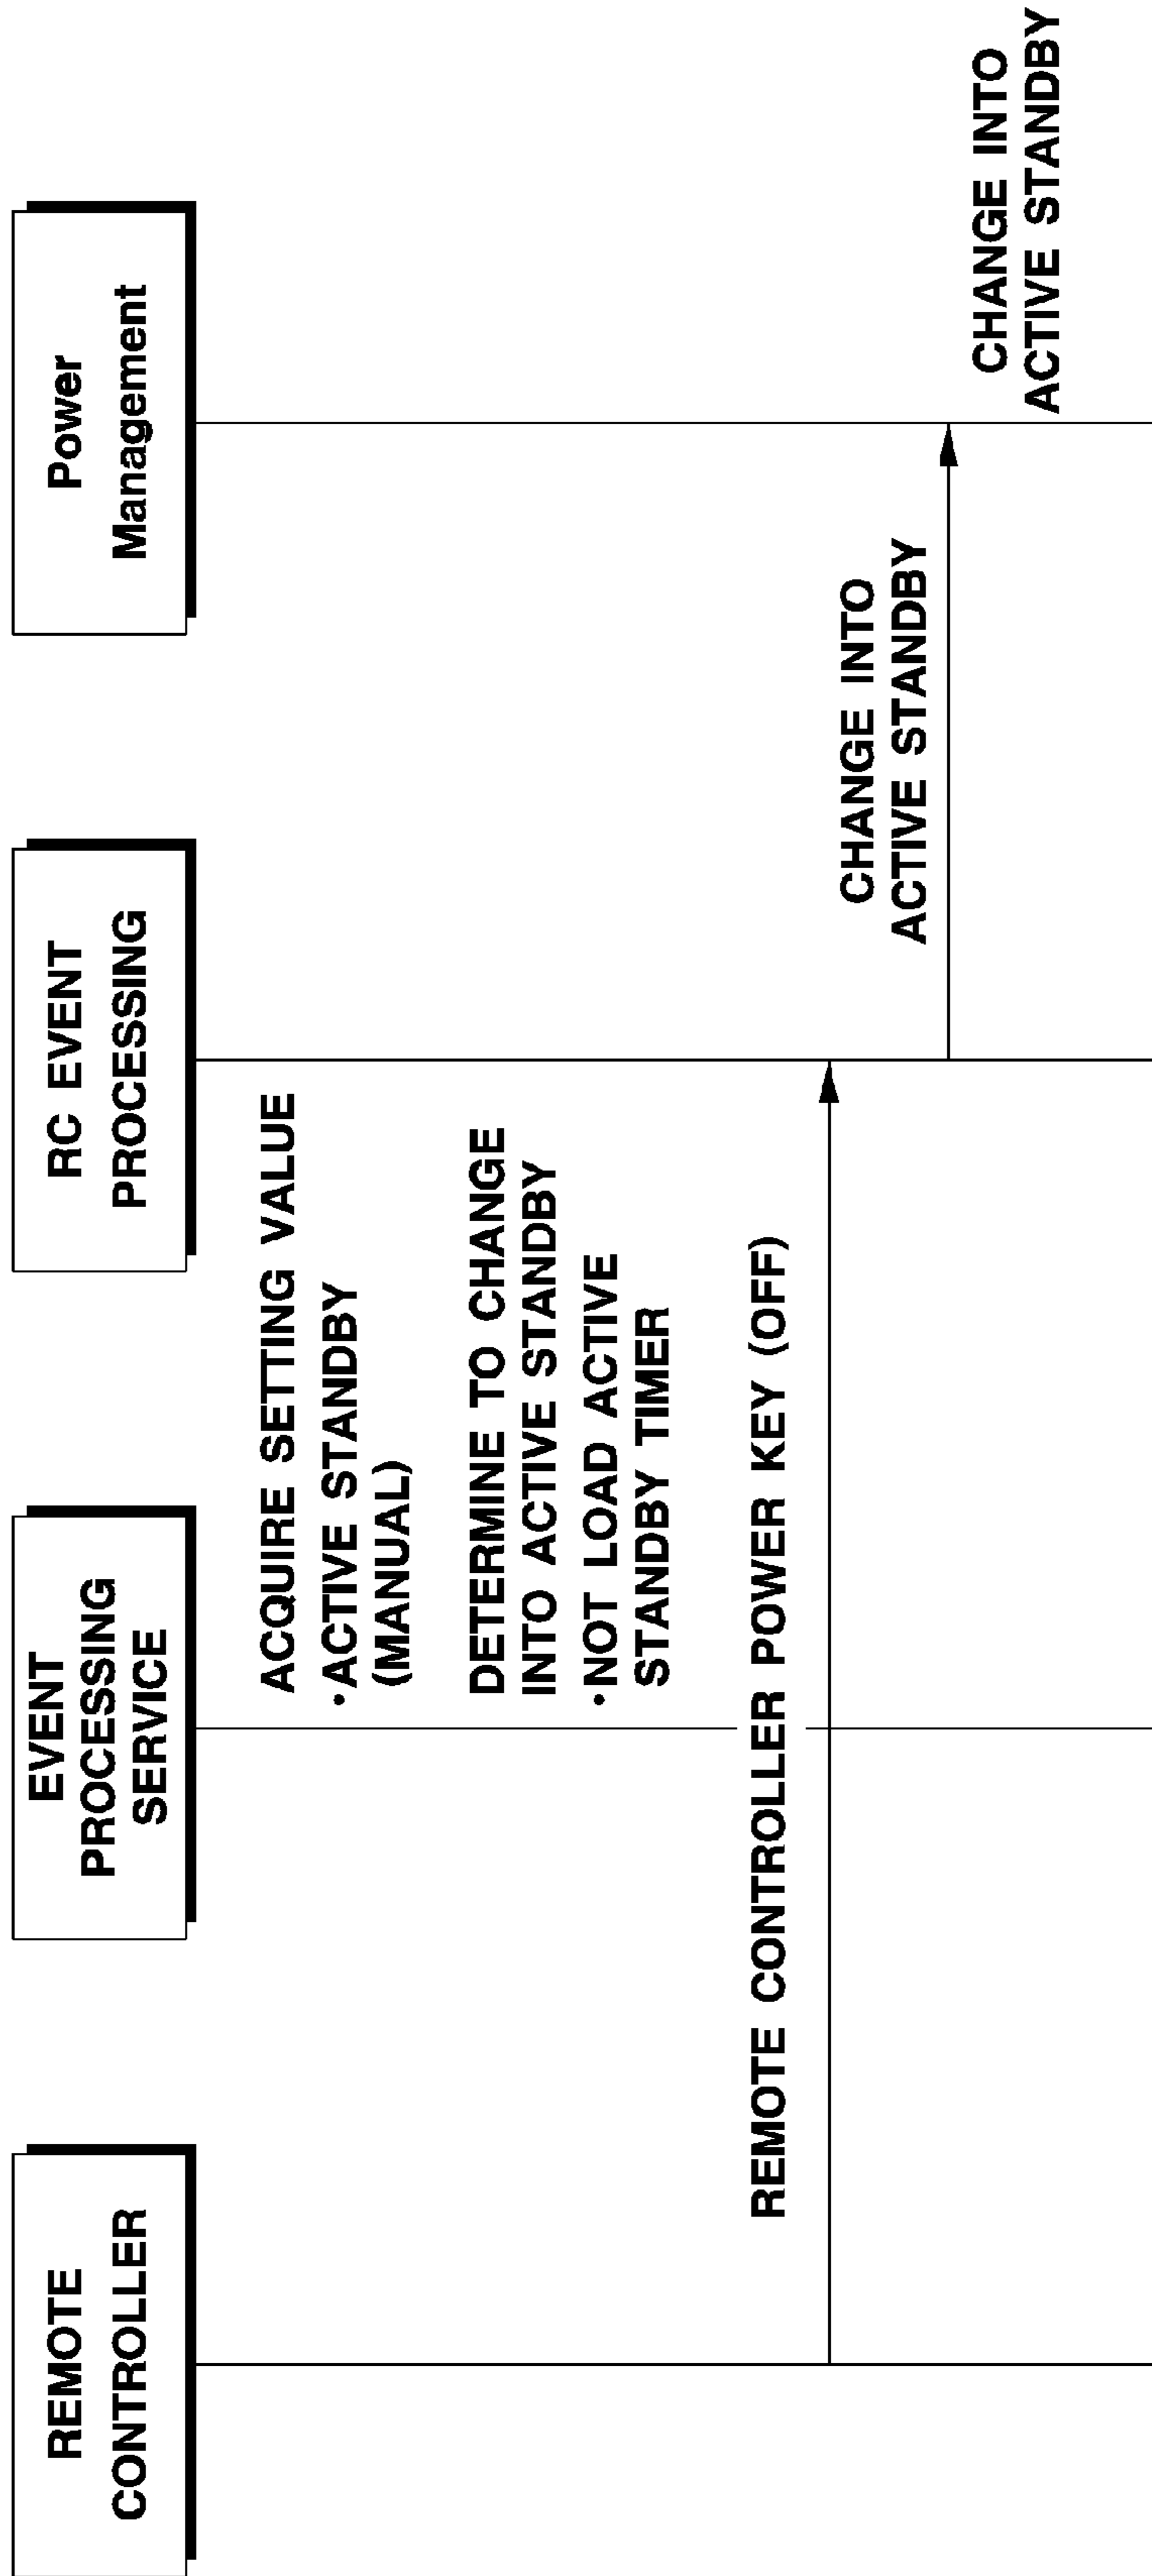 REMOTE
CONTROLLER
EVENT
PROCESSING
SERVICE
RC EVENT
PROCESSING
Power
Management
ACQUIRE SETTING VALUE
·ACTIVE STANDBY
(MANUAL)
DETERMINE TO CHANGE
INTO ACTIVE STANDBY
·NOT LOAD ACTIVE
STANDBY TIMER
REMOTE CONTROLLER POWER KEY (OFF)
CHANGE INTO
ACTIVE STANDBY
CHANGE INTO
ACTIVE STANDBY